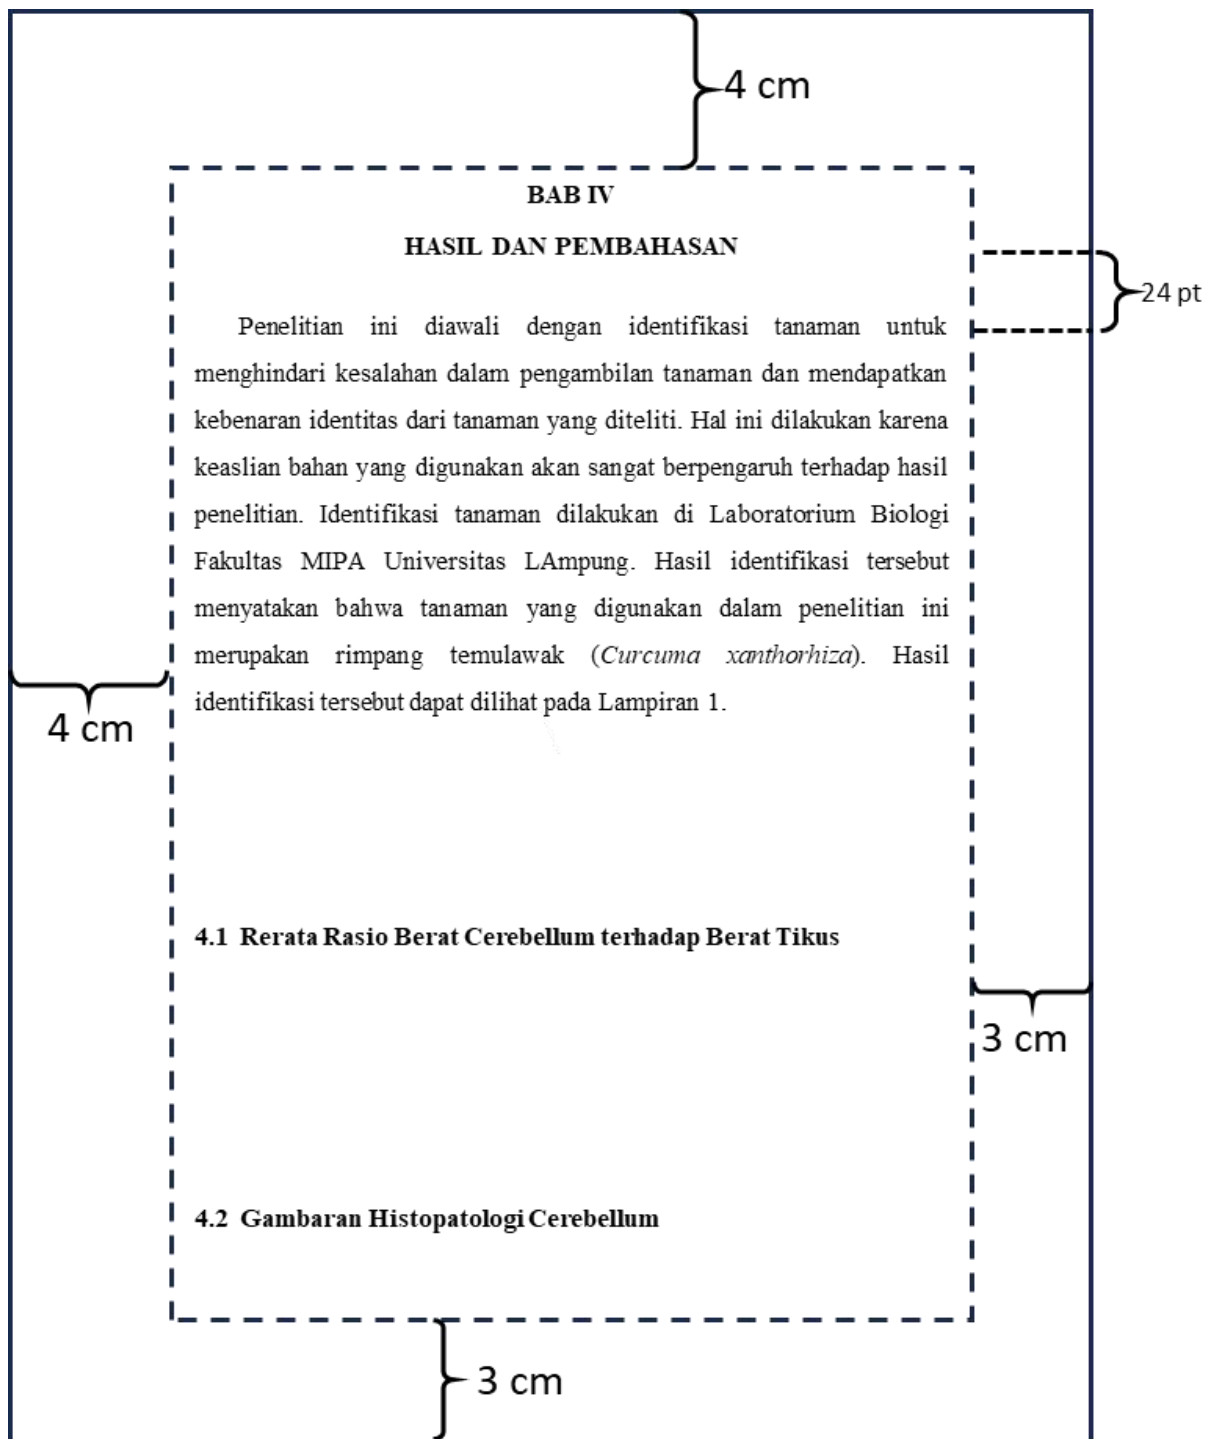 4 cm
BAB IV
HASIL DAN PEMBAHASAN
24 pt
Penelitian ini diawali dengan identifikasi tanaman untuk
menghindari kesalahan dalam pengambilan tanaman dan mendapatkan
kebenaran identitas dari tanaman yang diteliti. Hal ini dilakukan karena
keaslian bahan yang digunakan akan sangat berpengaruh terhadap hasil
penelitian. Identifikasi tanaman dilakukan di Laboratorium Biologi
Fakultas MIPA Universitas LAmpung. Hasil identifikasi tersebut
menyatakan bahwa tanaman yang digunakan dalam penelitian ini
merupakan rimpang temulawak (Curcuma xanthorhiza). Hasil
identifikasi tersebut dapat dilihat pada Lampiran 1.
4 cm
4.1 Rerata Rasio Berat Cerebellum terhadap Berat Tikus
3 cm
4.2 Gambaran Histopatologi Cerebellum
3 cm